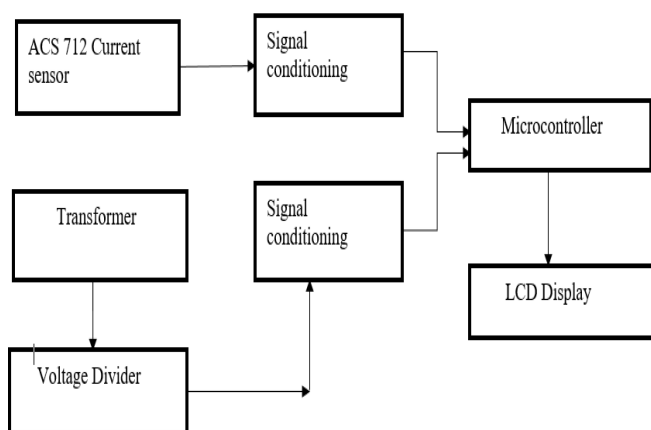 ACS 712 Current
sensor
Signal
conditioning
Microcontroller
Transformer
Signal
conditioning
LCD Display
Voltage Divider